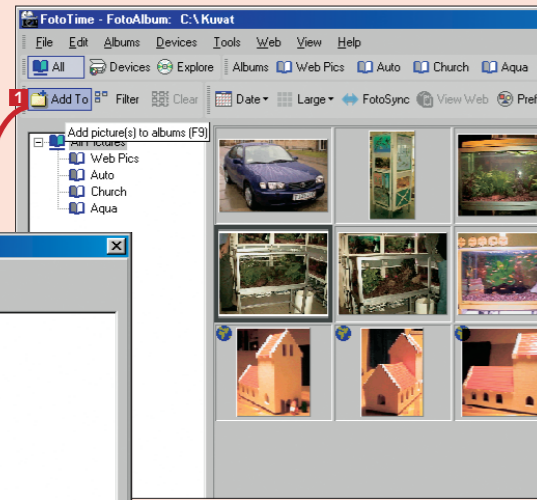 FotoTime - FotoAlbum: C:\Kuvat
File Edit Albums Devices Tools Web View Help
All Devices Explore Albums Web Pics Auto Church Aqua
1 Add To Filter Clear Date Large FotoSync View Web Pref
Add picture(s) to albums (F9)
All Pictures
Web Pics
Auto
Church
Aqua